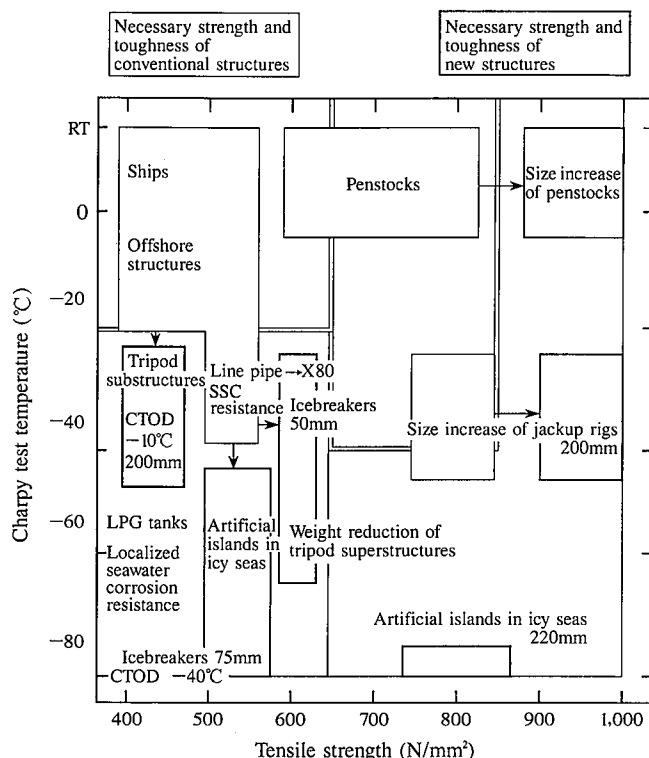 Necessary strength and
toughness of
conventional structures
Necessary strength and
toughness of
new structures
RT
0
−20
−40
−60
−80
Charpy test temperature (℃)
Ships
Offshore
structures
Penstocks
Size increase
of penstocks
Tripod
substructures
CTOD
−10℃
200mm
Line pipe → X80
SSC
resistance
Icebreakers
50mm
Size increase of jackup rigs
200mm
LPG tanks
Localized
seawater
corrosion
resistance
Artificial
islands in
icy seas
Weight reduction of
tripod superstructures
Artificial islands in icy seas
220mm
Icebreakers 75mm
CTOD −40℃
400
500
600
700
800
900
1,000
Tensile strength (N/mm²)